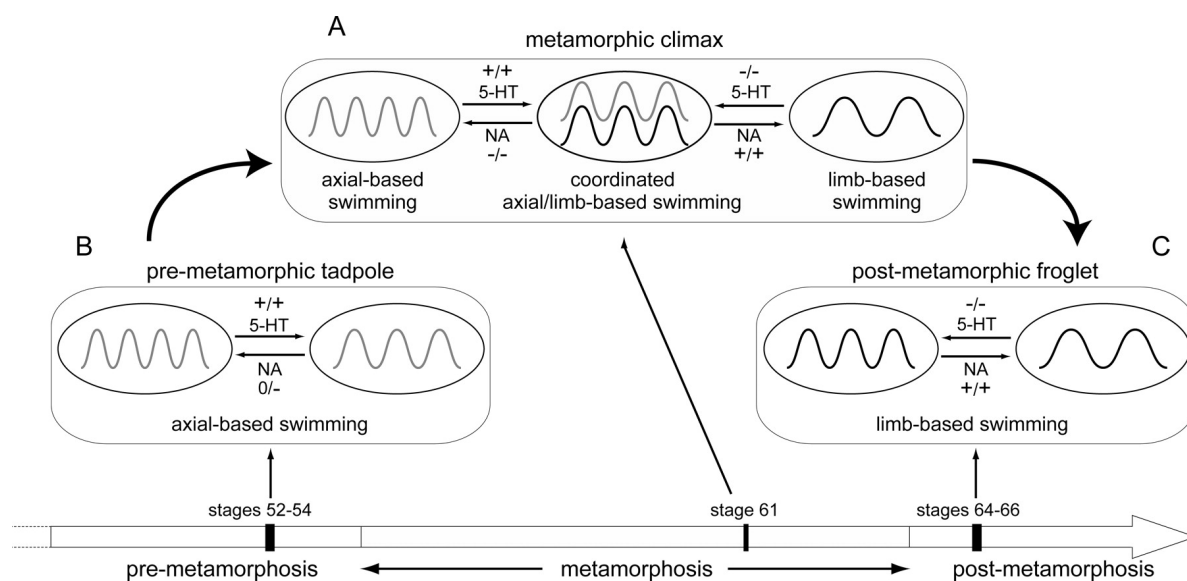 A
metamorphic climax
+/+
5-HT
NA
-/-
-/-
5-HT
NA
+/+
axial-based
swimming
coordinated
axial/limb-based swimming
limb-based
swimming
B
pre-metamorphic tadpole
+/+
5-HT
NA
0/-
axial-based swimming
C
post-metamorphic froglet
-/-
5-HT
NA
+/+
limb-based swimming
stages 52-54
stage 61
stages 64-66
pre-metamorphosis
metamorphosis
post-metamorphosis